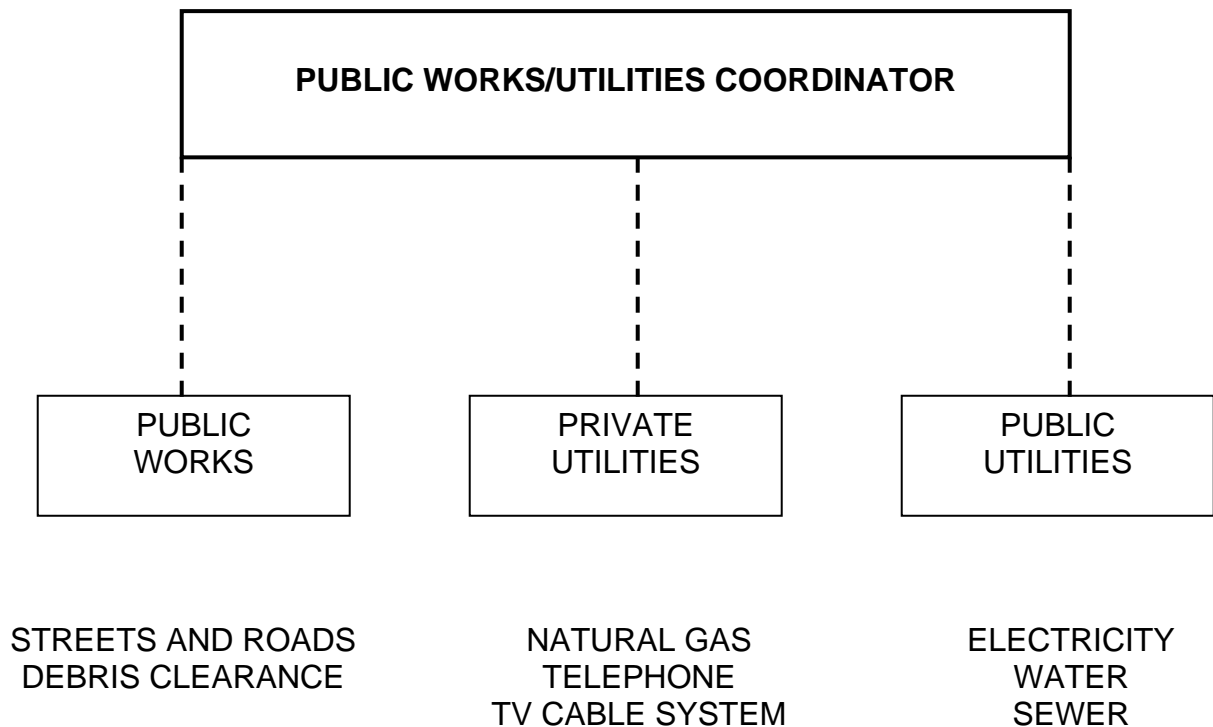 PUBLIC WORKS/UTILITIES COORDINATOR
PUBLIC
WORKS
PRIVATE
UTILITIES
PUBLIC
UTILITIES
STREETS AND ROADS
DEBRIS CLEARANCE
NATURAL GAS
TELEPHONE
TV CABLE SYSTEM
ELECTRICITY
WATER
SEWER